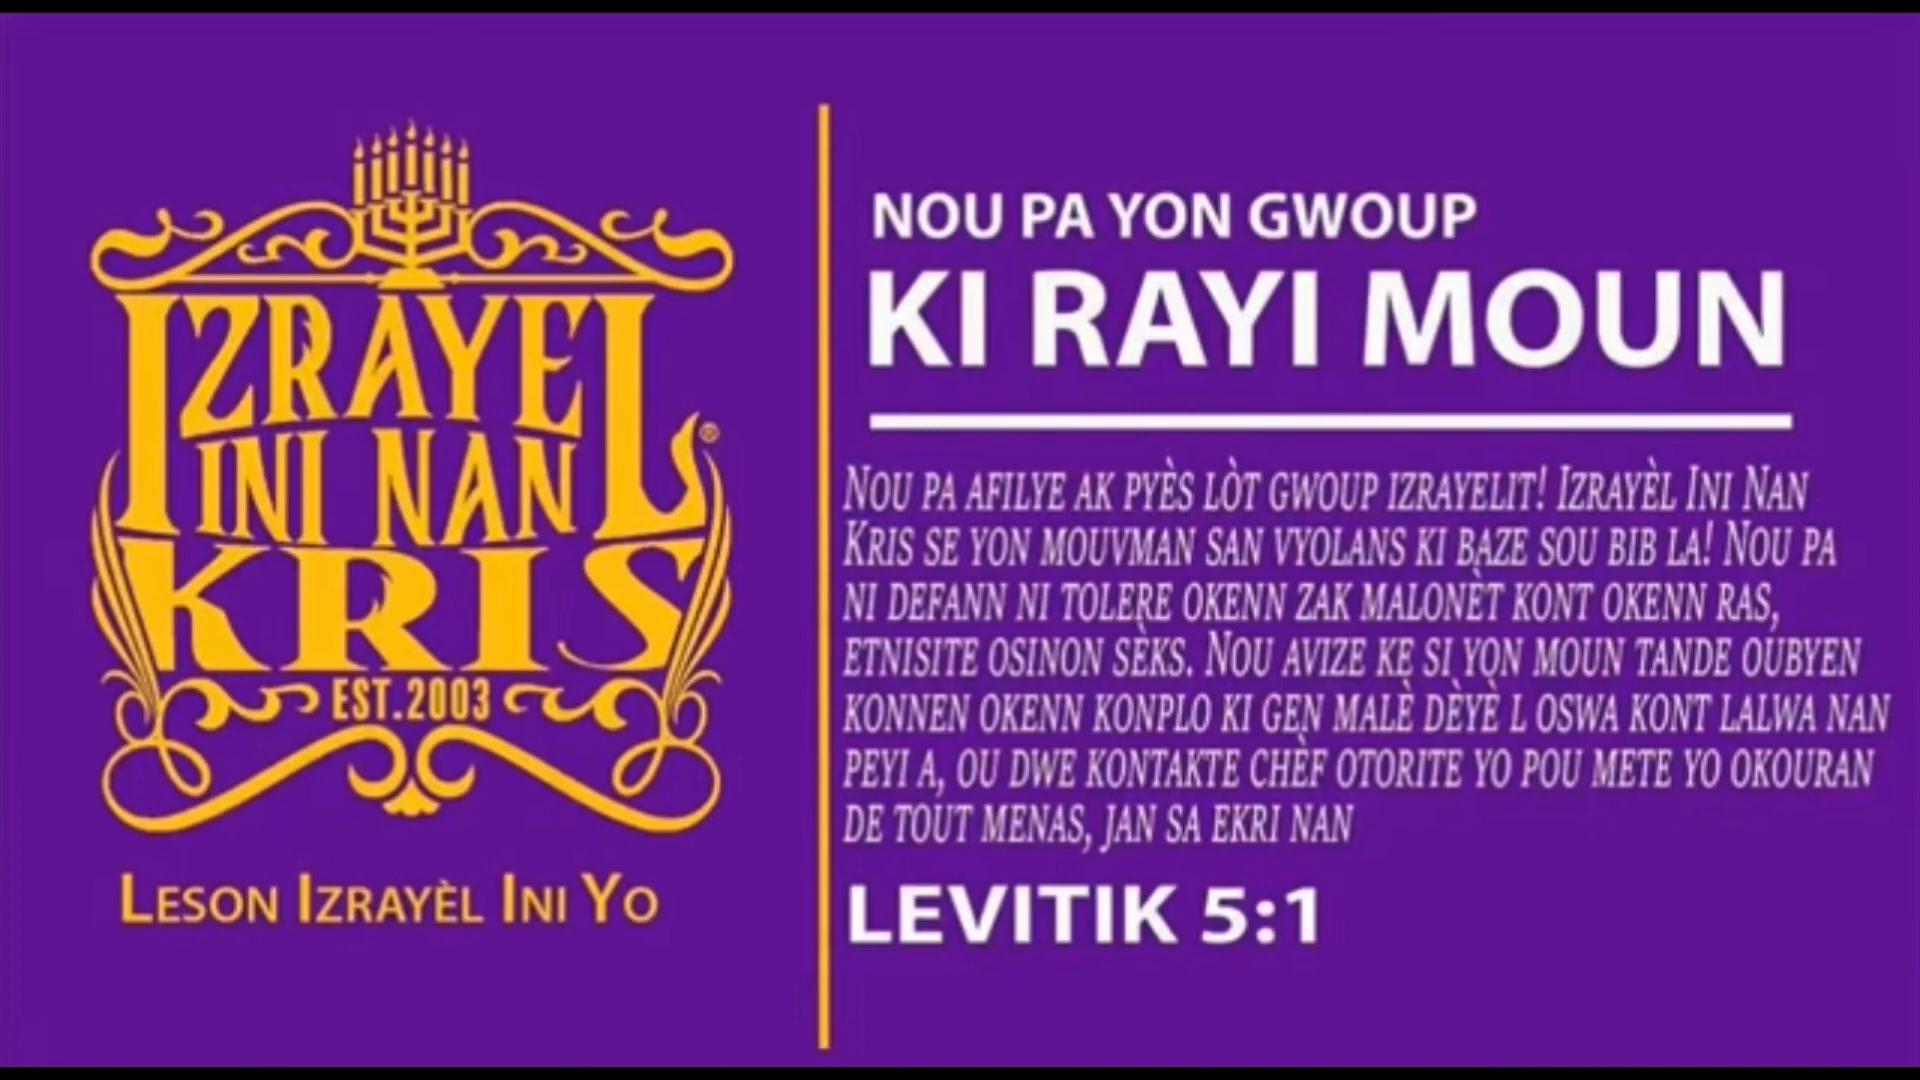 IZRAYEL
INI NAN
KRIS
®
EST.2003
LESON IZRAYÈL INI YO
NOU PA YON GWOUP
KI RAYI MOUN
NOU PA AFILYE AK PYÈS LÒT GWOUP IZRAYELIT! IZRAYÈL INI NAN
KRIS SE YON MOUVMAN SAN VYOLANS KI BAZE SOU BIB LA! NOU PA
NI DEFANN NI TOLERE OKENN ZAK MALONÈT KONT OKENN RAS,
ETNISITE OSINON SÈKS. NOU AVIZE KE SI YON MOUN TANDE OUBYEN
KONNEN OKENN KONPLO KI GEN MALÈ DÈYÈ L OSWA KONT LALWA NAN
PEYI A, OU DWE KONTAKTE CHÈF OTORITE YO POU METE YO OKOURAN
DE TOUT MENAS, JAN SA EKRI NAN
LEVITIK 5:1